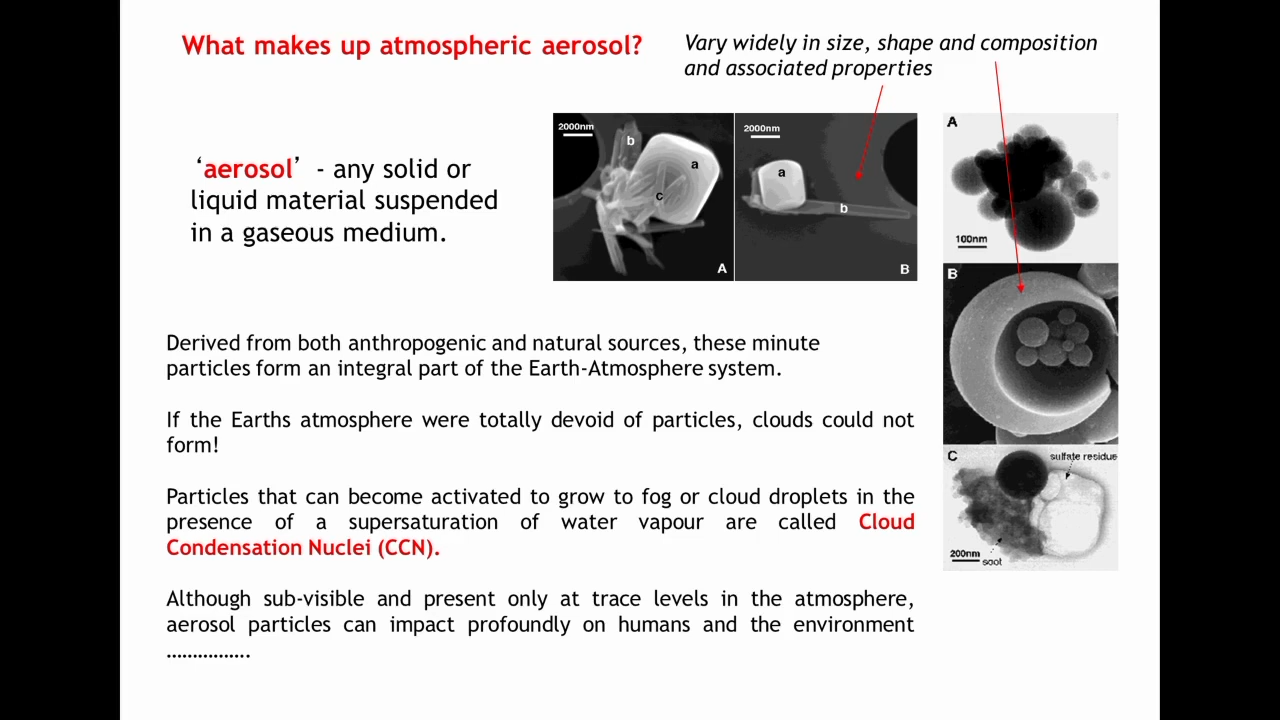 What makes up atmospheric aerosol?
Vary widely in size, shape and composition
and associated properties
‘aerosol’ - any solid or
liquid material suspended
in a gaseous medium.
2000nm
b
a
c
A
2000nm
a
b
B
A
100nm
B
C
sulfate residue
200nm
soot
Derived from both anthropogenic and natural sources, these minute
particles form an integral part of the Earth-Atmosphere system.
If the Earths atmosphere were totally devoid of particles, clouds could not
form!
Particles that can become activated to grow to fog or cloud droplets in the
presence of a supersaturation of water vapour are called Cloud
Condensation Nuclei (CCN).
Although sub-visible and present only at trace levels in the atmosphere,
aerosol particles can impact profoundly on humans and the environment
................